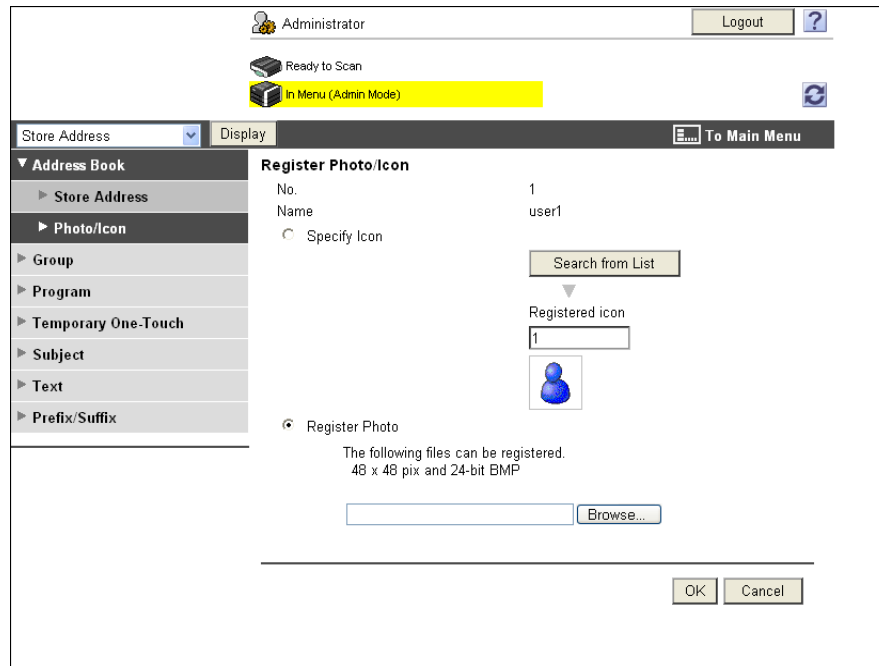 Administrator
Logout
?
Ready to Scan
In Menu (Admin Mode)
Store Address
Display
To Main Menu
Address Book
Store Address
Photo/Icon
Group
Program
Temporary One-Touch
Subject
Text
Prefix/Suffix
Register Photo/Icon
No. 1
Name user1
Specify Icon
Search from List
Registered icon
1
Register Photo
The following files can be registered.
48 x 48 pix and 24-bit BMP
Browse...
OK Cancel